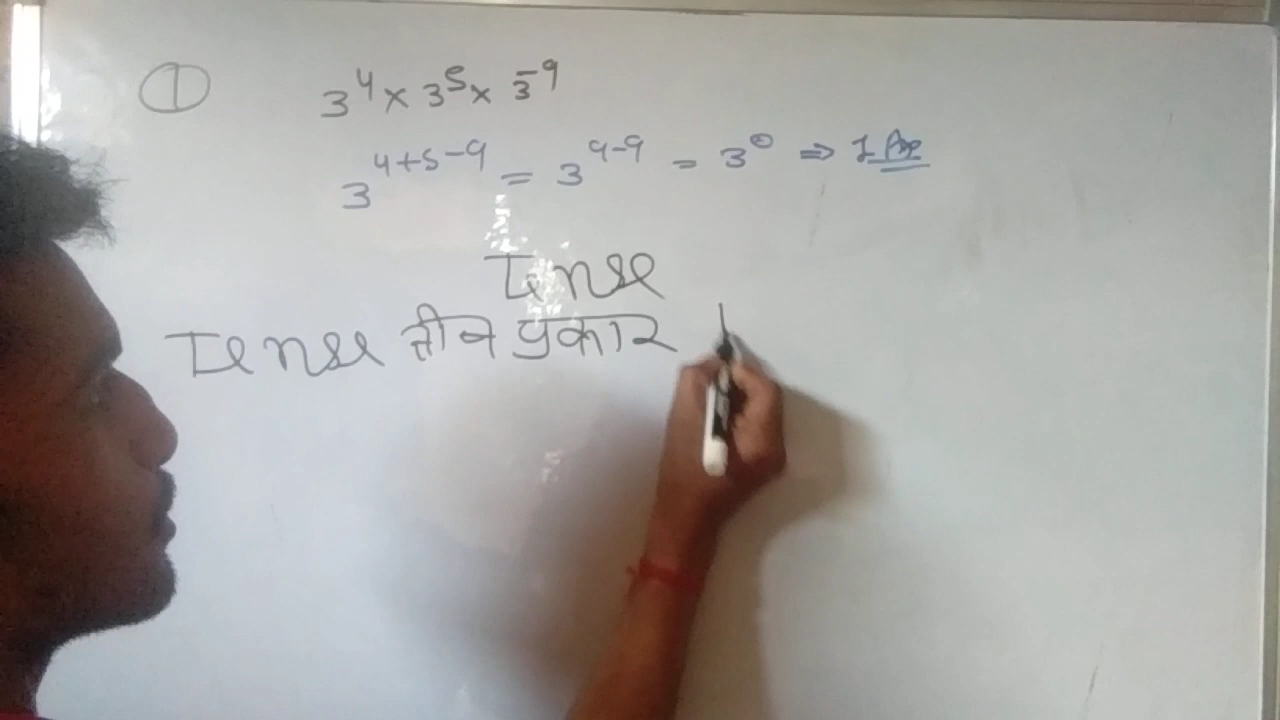 ① 3⁴ × 3⁵ × 3⁻⁹
3⁴⁺⁵⁻⁹ = 3⁹⁻⁹ = 3⁰ ⇒ 1 Ans
Tense
Tense तीन प्रकार